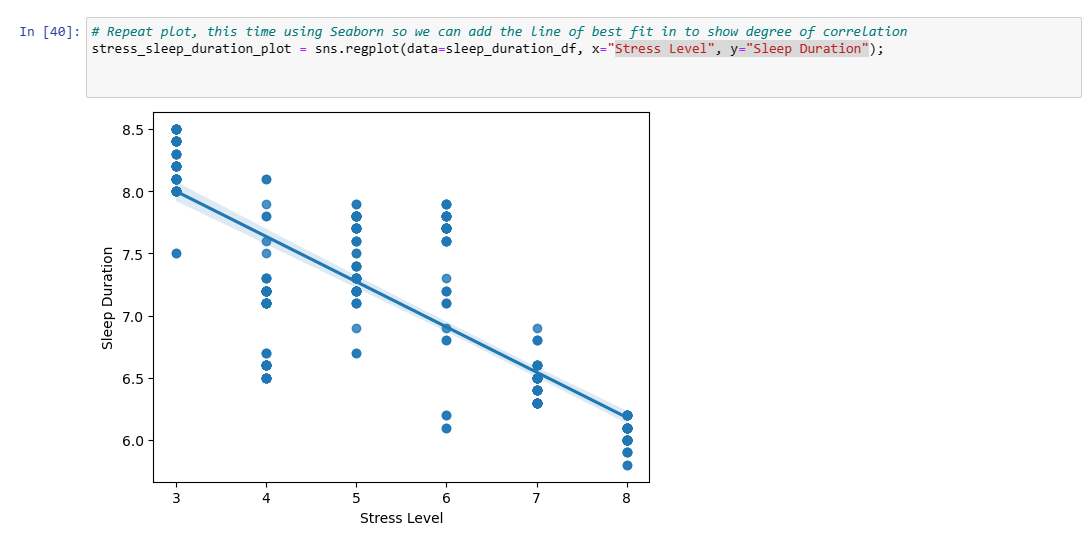 In [40]: # Repeat plot, this time using Seaborn so we can add the line of best fit in to show degree of correlation
stress_sleep_duration_plot = sns.regplot(data=sleep_duration_df, x="Stress Level", y="Sleep Duration");
8.5
8.0
7.5
7.0
6.5
6.0
Sleep Duration
3 4 5 6 7 8
Stress Level